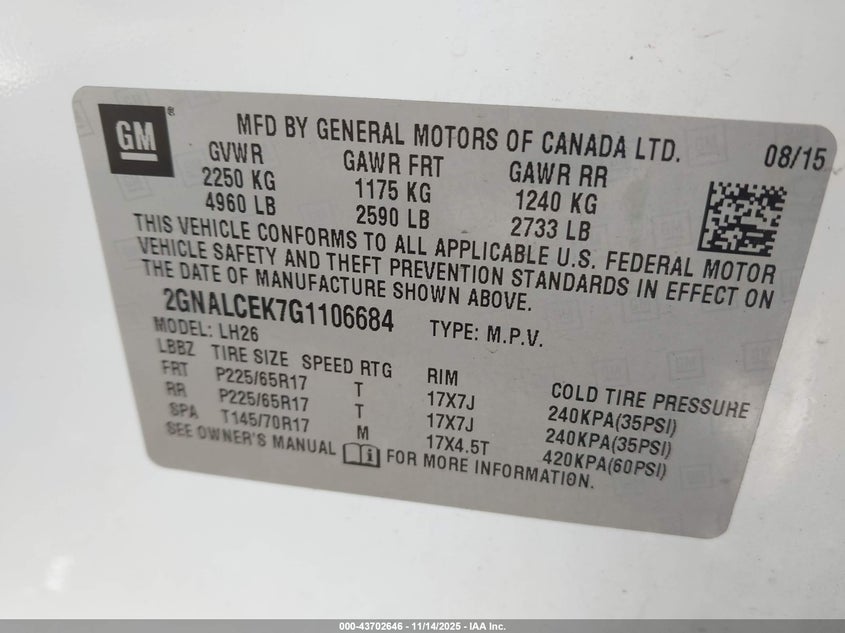 GM ®
MFD BY GENERAL MOTORS OF CANADA LTD. 08/15
GVWR GAWR FRT GAWR RR
2250 KG 1175 KG 1240 KG
4960 LB 2590 LB 2733 LB
THIS VEHICLE CONFORMS TO ALL APPLICABLE U.S. FEDERAL MOTOR
VEHICLE SAFETY AND THEFT PREVENTION STANDARDS IN EFFECT ON
THE DATE OF MANUFACTURE SHOWN ABOVE.
2GNALCEK7G1106684 TYPE: M.P.V.
MODEL: LH26
LBBZ TIRE SIZE SPEED RTG RIM COLD TIRE PRESSURE
FRT P225/65R17 T 17X7J 240KPA(35PSI)
RR P225/65R17 T 17X7J 240KPA(35PSI)
SPA T145/70R17 M 17X4.5T 420KPA(60PSI)
SEE OWNER'S MANUAL FOR MORE INFORMATION.
000-43702646 - 11/14/2025 - IAA Inc.